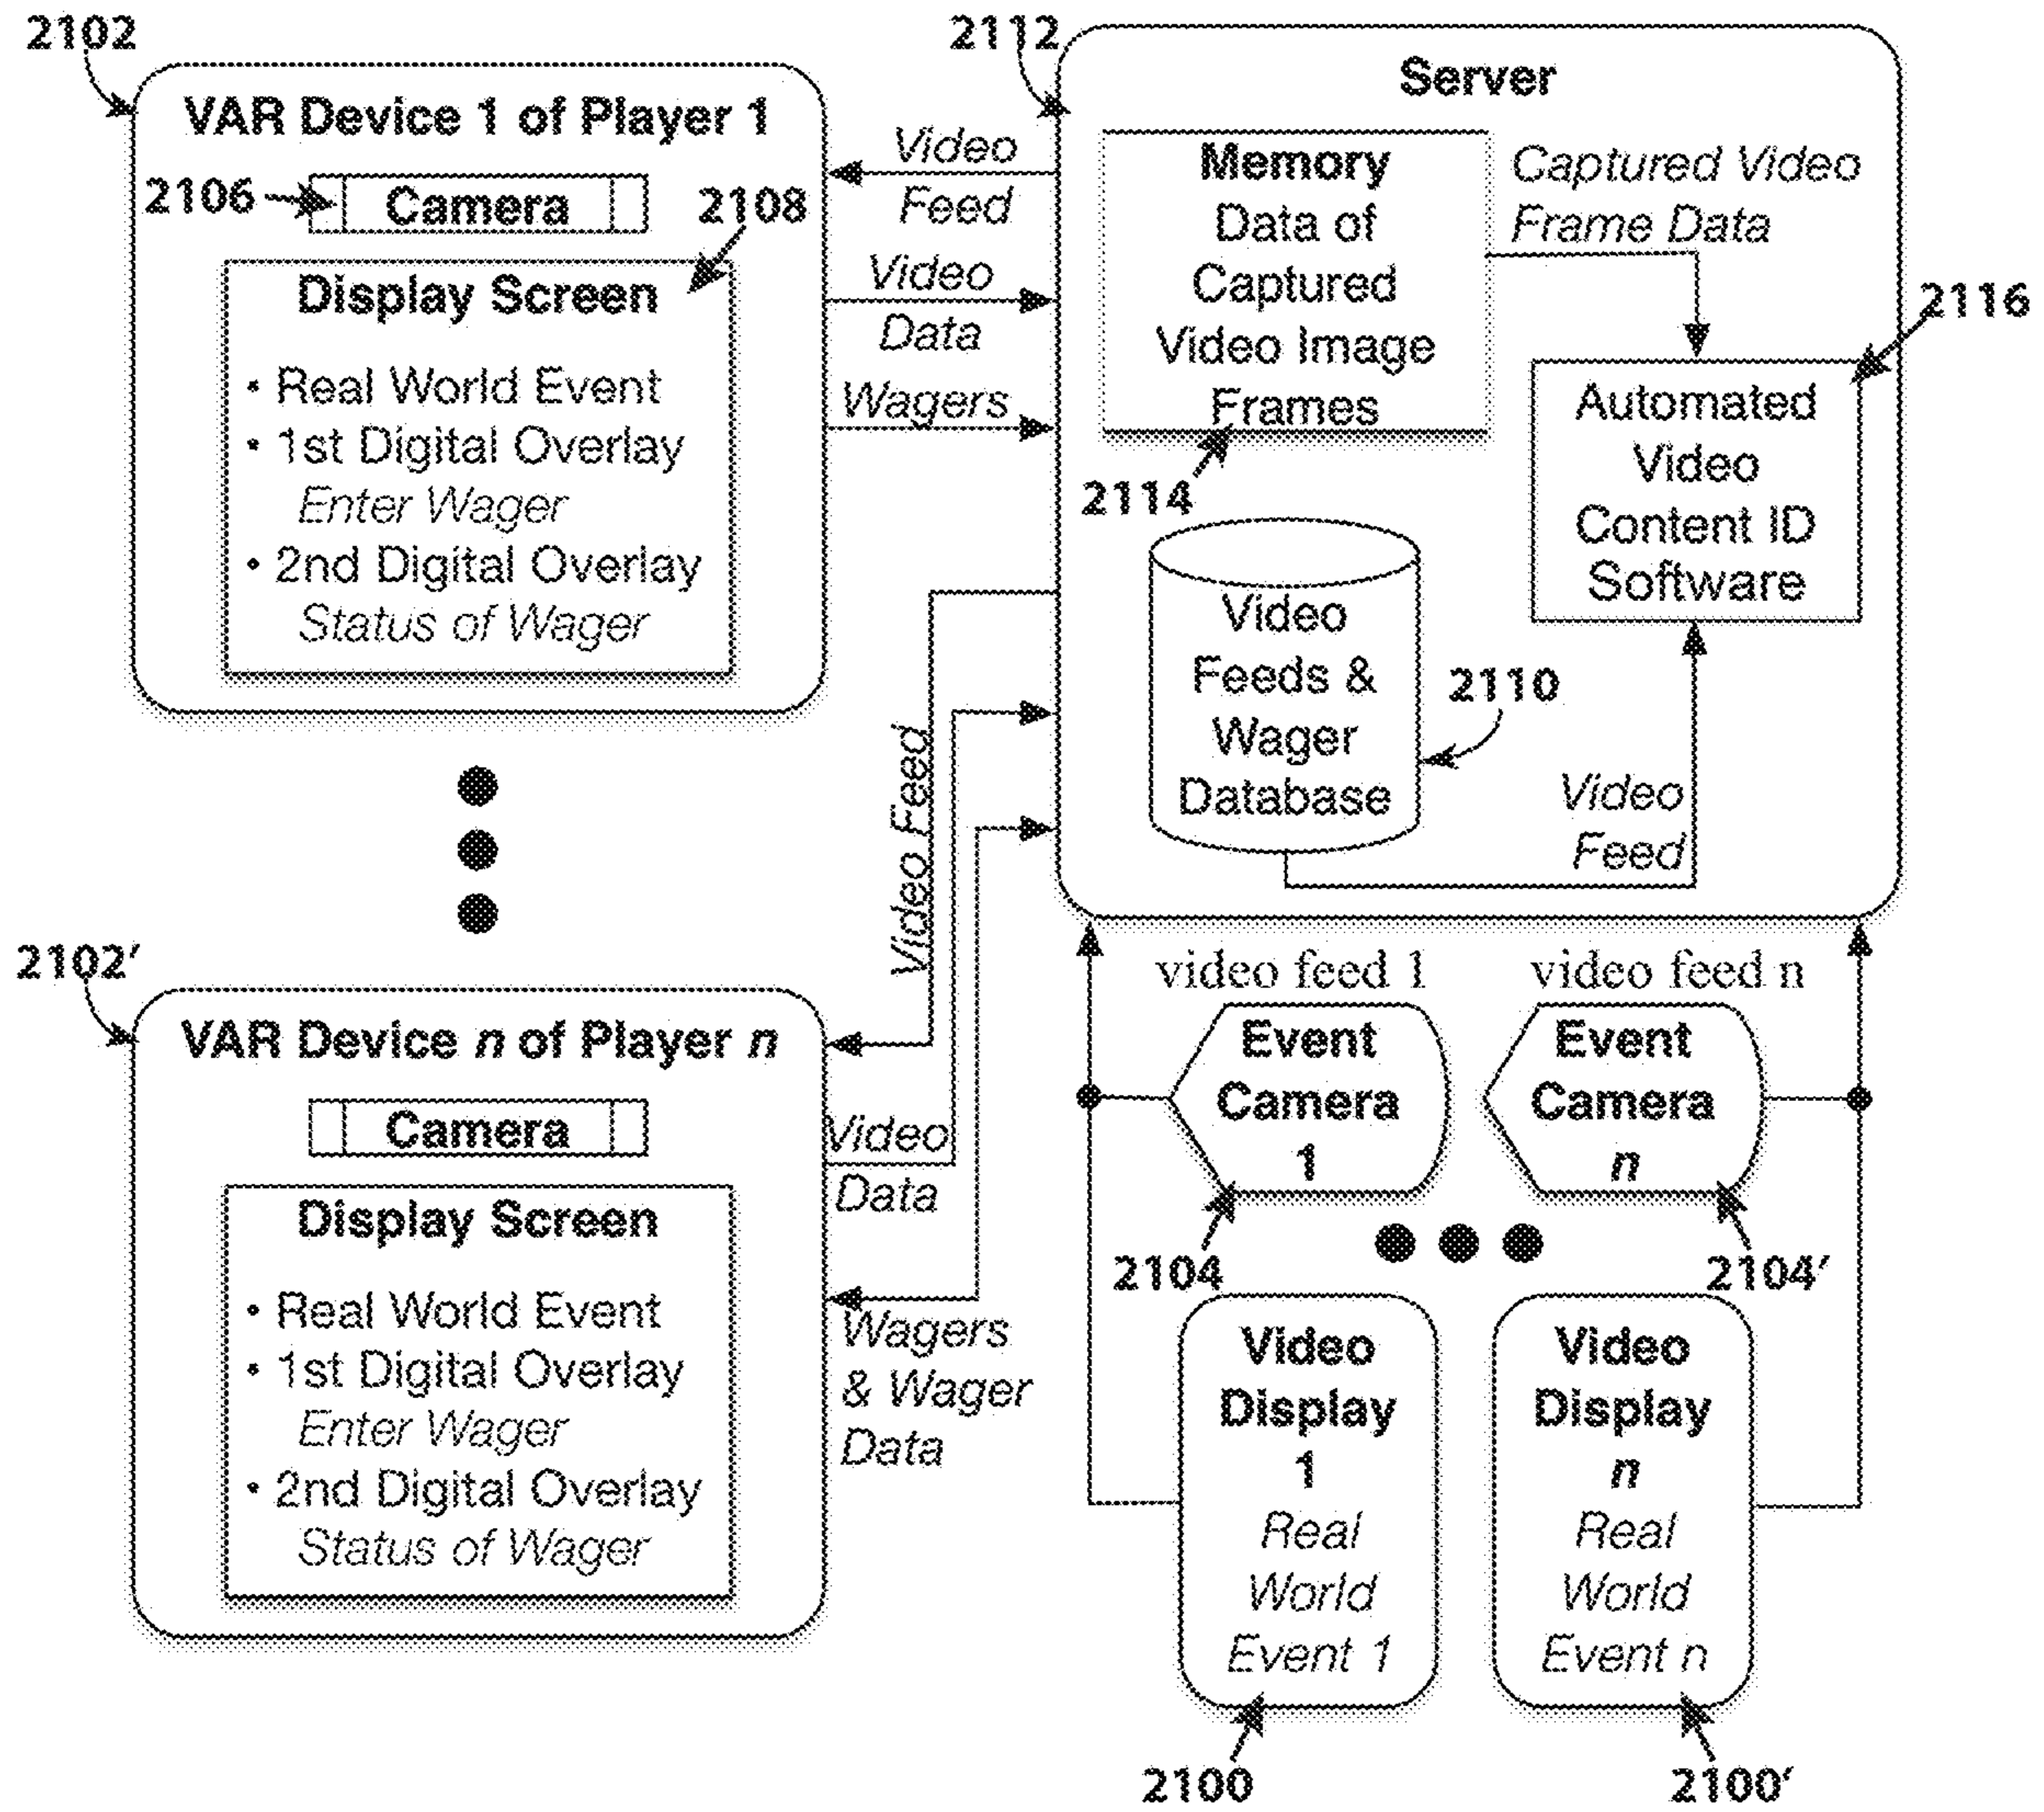 2102
VAR Device 1 of Player 1
2106
Camera
2108
Display Screen
• Real World Event
• 1st Digital Overlay
Enter Wager
• 2nd Digital Overlay
Status of Wager
Video
Feed
Video
Data
Wagers
2112
Server
Memory
Data of
Captured
Video Image
Frames
2114
Captured Video
Frame Data
2116
Automated
Video
Content ID
Software
Video
Feeds &
Wager
Database
2110
Video
Feed
Video Feed
2102'
VAR Device n of Player n
Camera
Display Screen
• Real World Event
• 1st Digital Overlay
Enter Wager
• 2nd Digital Overlay
Status of Wager
Video
Data
Wagers
& Wager
Data
video feed 1
video feed n
Event
Camera
1
Event
Camera
n
2104
2104'
Video
Display
1
Real
World
Event 1
Video
Display
n
Real
World
Event n
2100
2100'